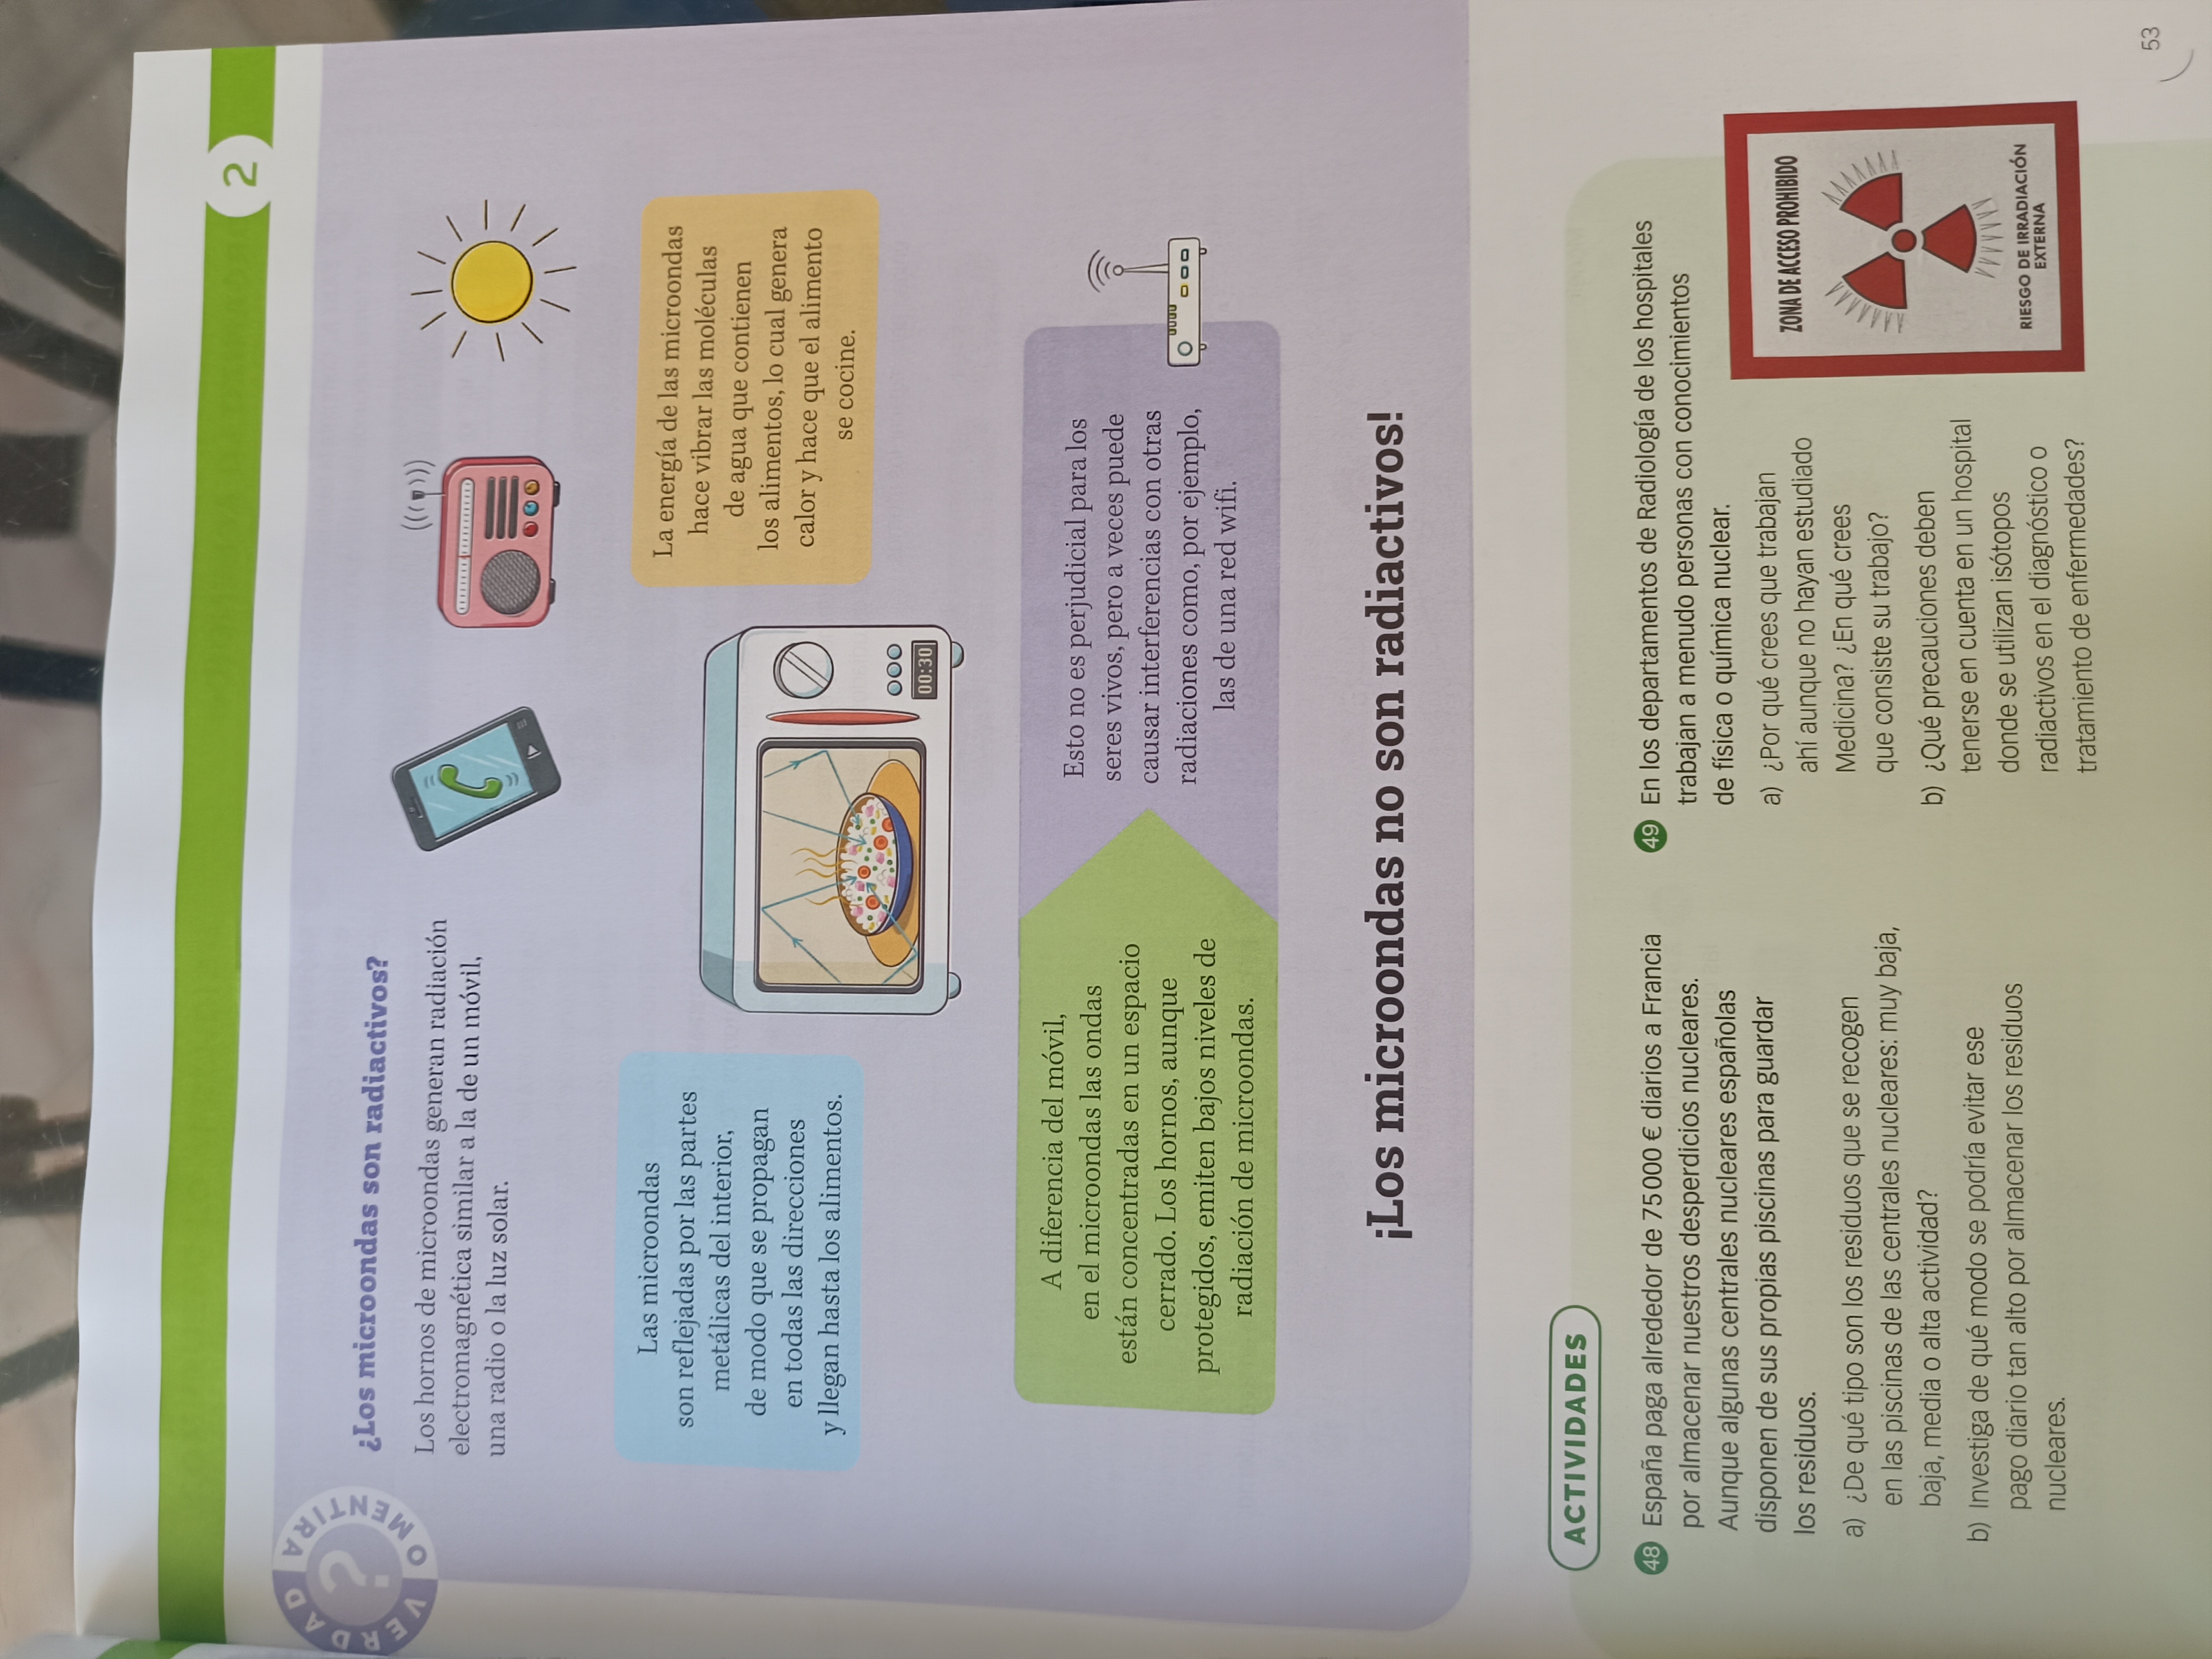 2
VERDAD
O MENTIRA
?
¿Los microondas son radiactivos?
Los hornos de microondas generan radiación
electromagnética similar a la de un móvil,
una radio o la luz solar.
Las microondas
son reflejadas por las partes
metálicas del interior,
de modo que se propagan
en todas las direcciones
y llegan hasta los alimentos.
00:30
La energía de las microondas
hace vibrar las moléculas
de agua que contienen
los alimentos, lo cual genera
calor y hace que el alimento
se cocine.
A diferencia del móvil,
en el microondas las ondas
están concentradas en un espacio
cerrado. Los hornos, aunque
protegidos, emiten bajos niveles de
radiación de microondas.
Esto no es perjudicial para los
seres vivos, pero a veces puede
causar interferencias con otras
radiaciones como, por ejemplo,
las de una red wifi.
¡Los microondas no son radiactivos!
ACTIVIDADES
48 España paga alrededor de 75 000 € diarios a Francia
por almacenar nuestros desperdicios nucleares.
Aunque algunas centrales nucleares españolas
disponen de sus propias piscinas para guardar
los residuos.
a) ¿De qué tipo son los residuos que se recogen
en las piscinas de las centrales nucleares: muy baja,
baja, media o alta actividad?
b) Investiga de qué modo se podría evitar ese
pago diario tan alto por almacenar los residuos
nucleares.
49 En los departamentos de Radiología de los hospitales
trabajan a menudo personas con conocimientos
de física o química nuclear.
a) ¿Por qué crees que trabajan
ahí aunque no hayan estudiado
Medicina? ¿En qué crees
que consiste su trabajo?
b) ¿Qué precauciones deben
tenerse en cuenta en un hospital
donde se utilizan isótopos
radiactivos en el diagnóstico o
tratamiento de enfermedades?
ZONA DE ACCESO PROHIBIDO
RIESGO DE IRRADIACIÓN
EXTERNA
53